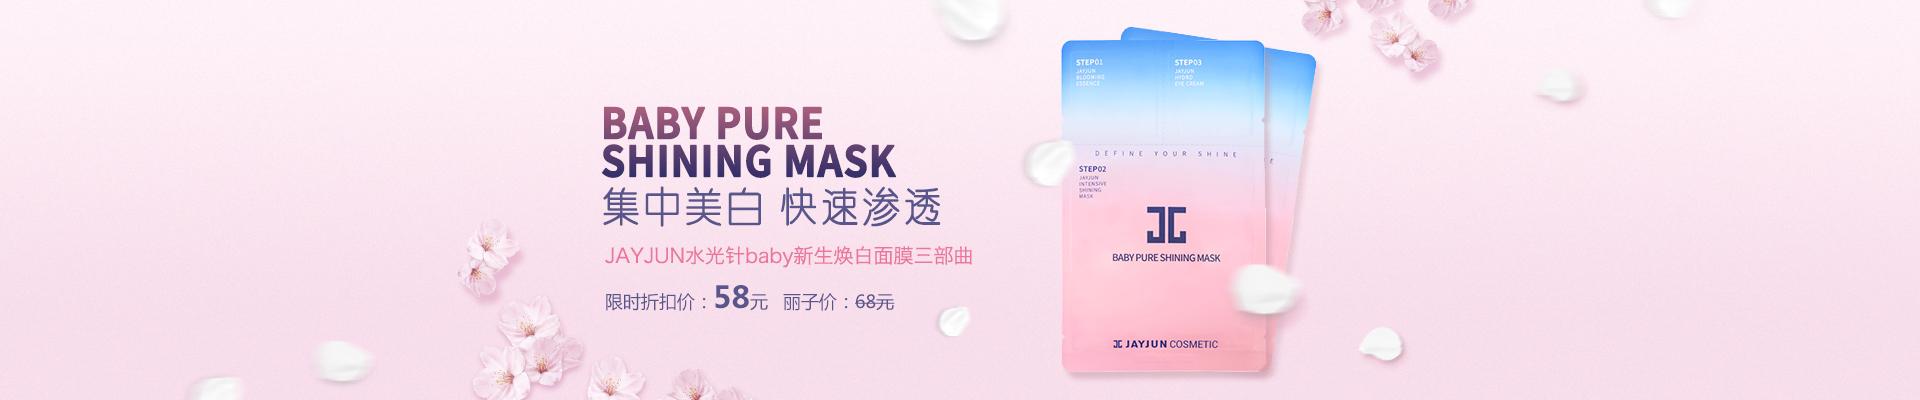 BABY PURE
SHINING MASK
集中美白 快速渗透
JAYJUN水光针baby新生焕白面膜三部曲
限时折扣价：58元 丽子价：68元
STEP01
JAYJUN
BLOOMING
ESSENCE
STEP03
JAYJUN
HYDRO
EYE CREAM
DEFINE YOUR SHINE
E
STEP02
JAYJUN
INTENSIVE
SHINING
MASK
BABY PURE SHINING MASK
JAYJUN COSMETIC